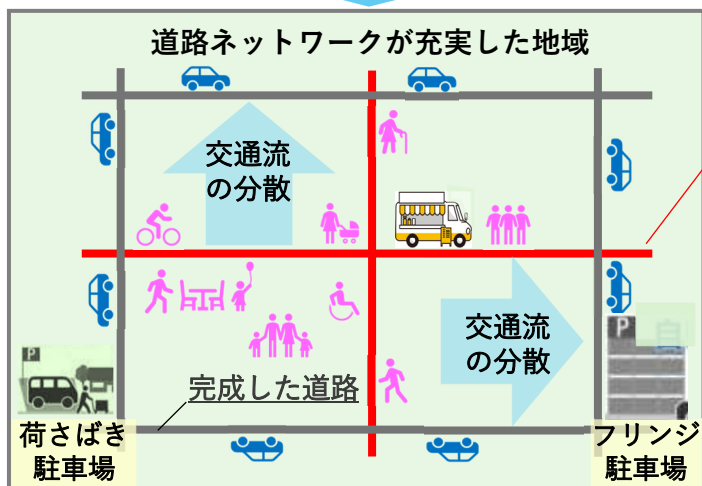 道路ネットワークが充実した地域
交通流
の分散
交通流
の分散
完成した道路
P
荷さばき
駐車場
P
フリンジ
駐車場